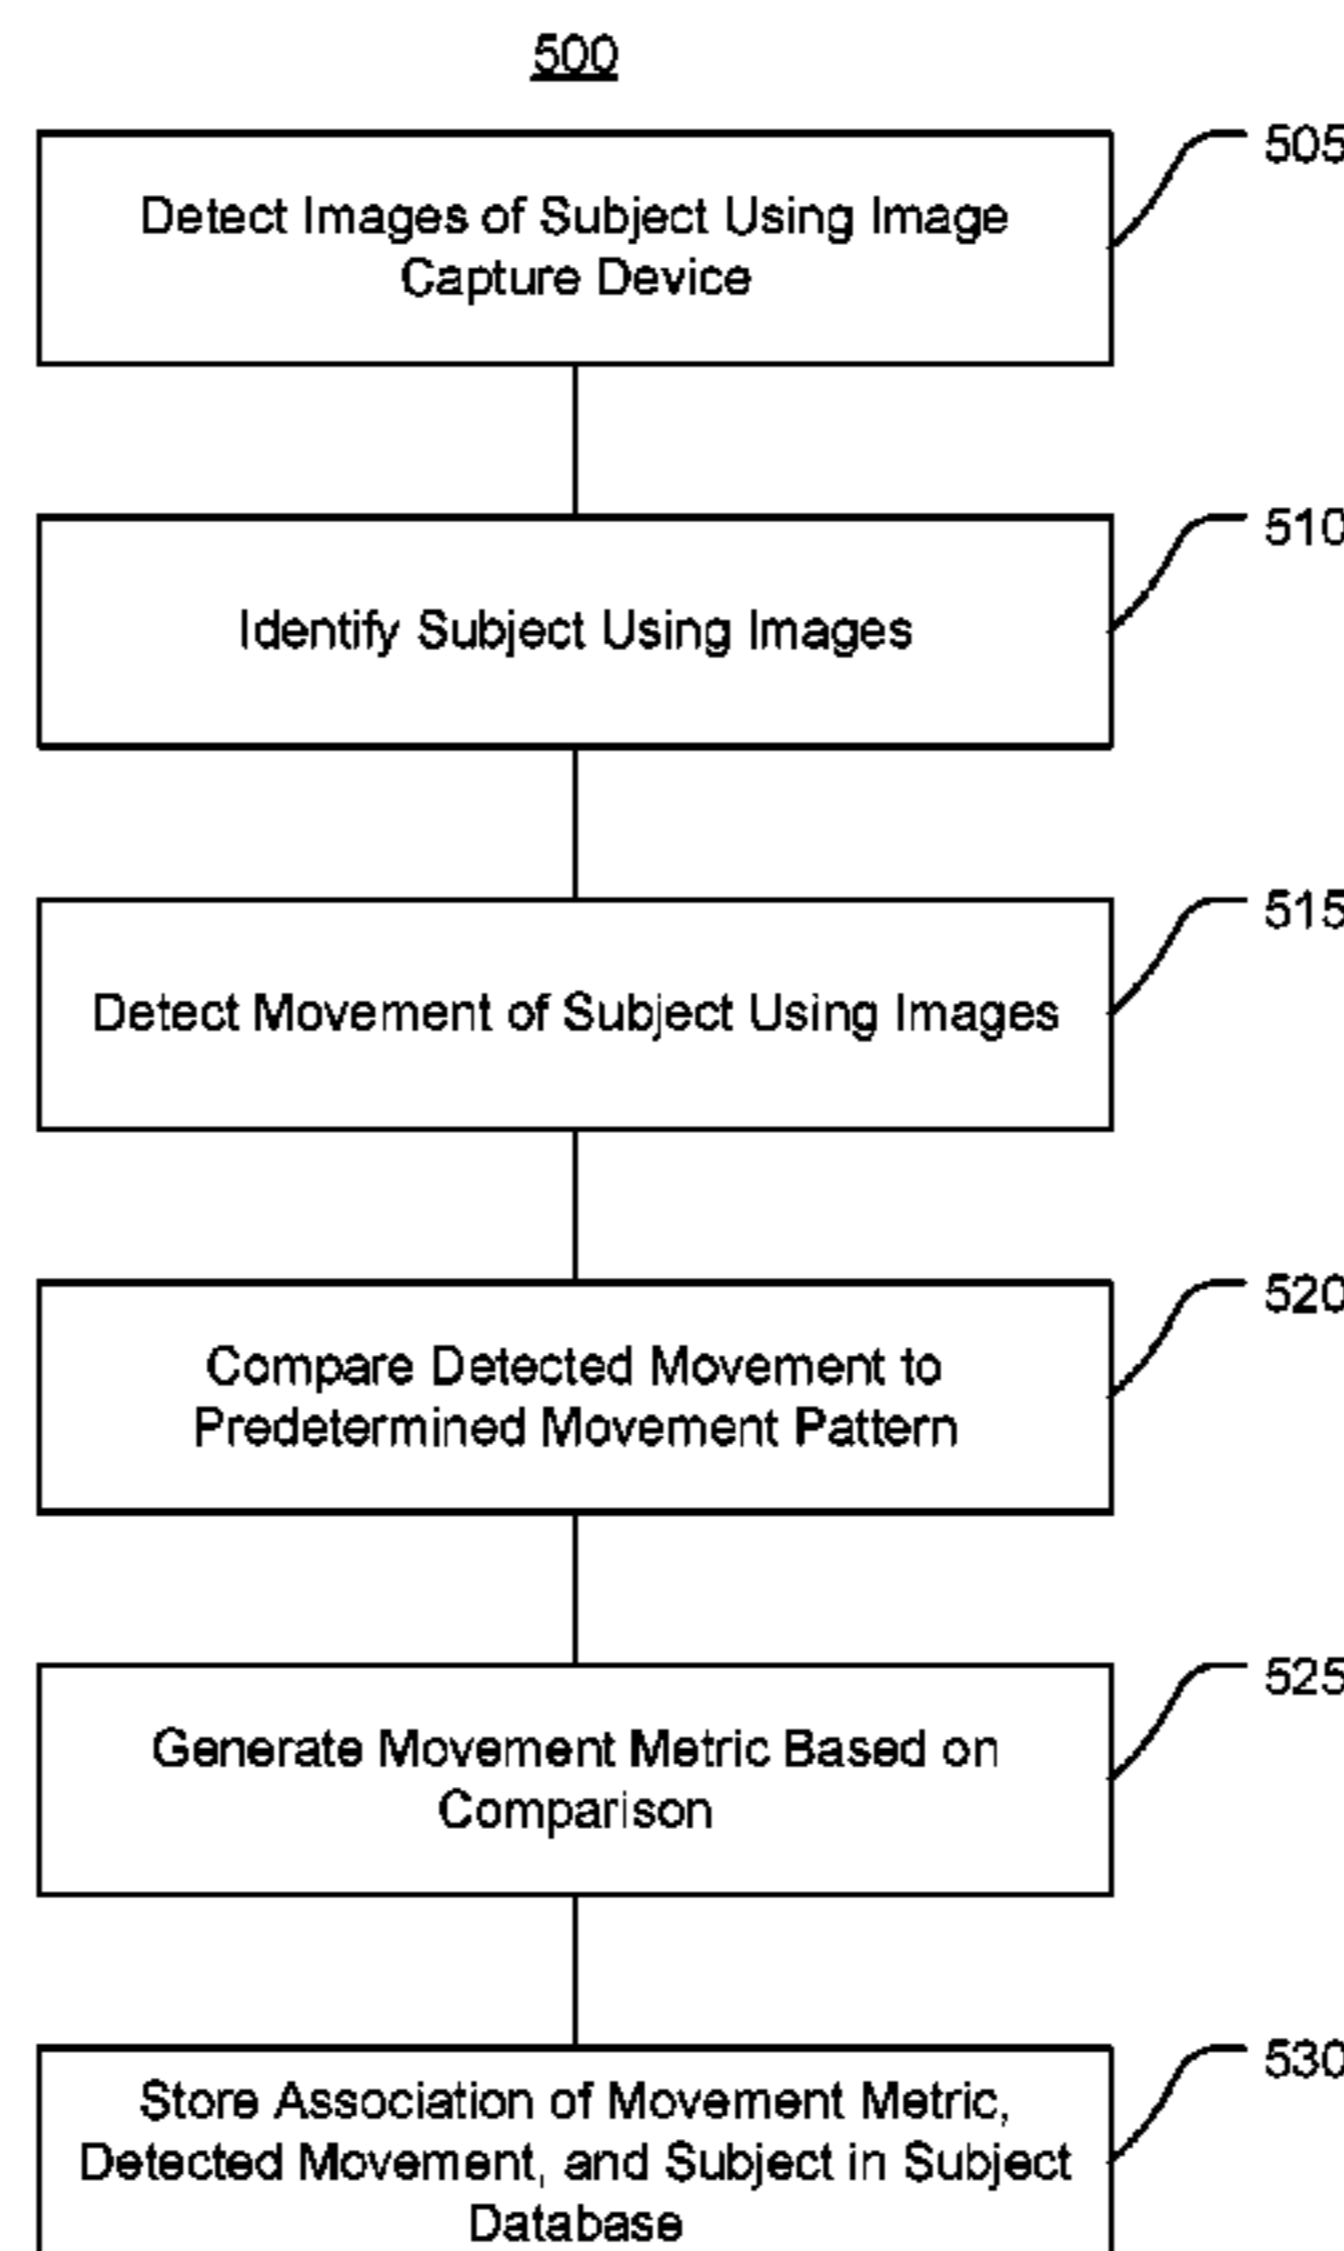 500
505
Detect Images of Subject Using Image
Capture Device
510
Identify Subject Using Images
515
Detect Movement of Subject Using Images
520
Compare Detected Movement to
Predetermined Movement Pattern
525
Generate Movement Metric Based on
Comparison
530
Store Association of Movement Metric,
Detected Movement, and Subject in Subject
Database